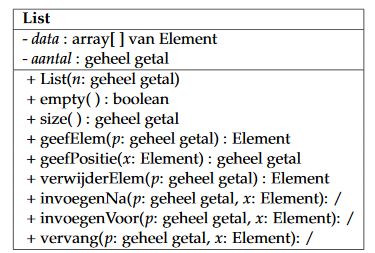 List
- data : array[ ] van Element
- aantal : geheel getal
+ List(n: geheel getal)
+ empty( ) : boolean
+ size( ) : geheel getal
+ geefElem(p: geheel getal) : Element
+ geefPositie(x: Element) : geheel getal
+ verwijderElem(p: geheel getal) : Element
+ invoegenNa(p: geheel getal, x: Element): /
+ invoegenVoor(p: geheel getal, x: Element): /
+ vervang(p: geheel getal, x: Element): /